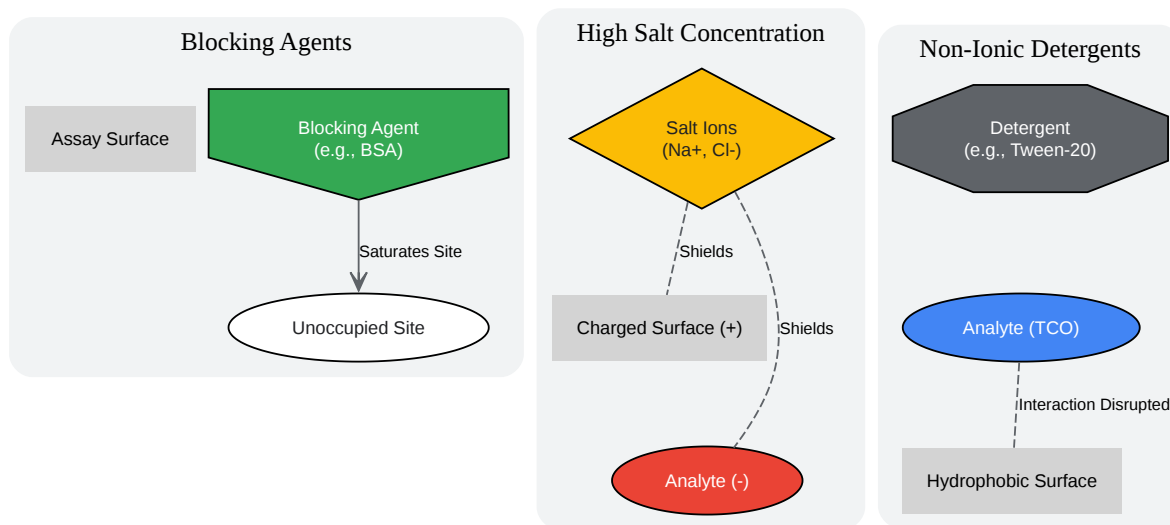 Blocking Agents
Assay Surface
Blocking Agent
(e.g., BSA)
Saturates Site
Unoccupied Site
High Salt Concentration
Salt Ions
(Na+, Cl-)
Shields
Charged Surface (+)
Shields
Analyte (-)
Non-Ionic Detergents
Detergent
(e.g., Tween-20)
Analyte (TCO)
Interaction Disrupted
Hydrophobic Surface